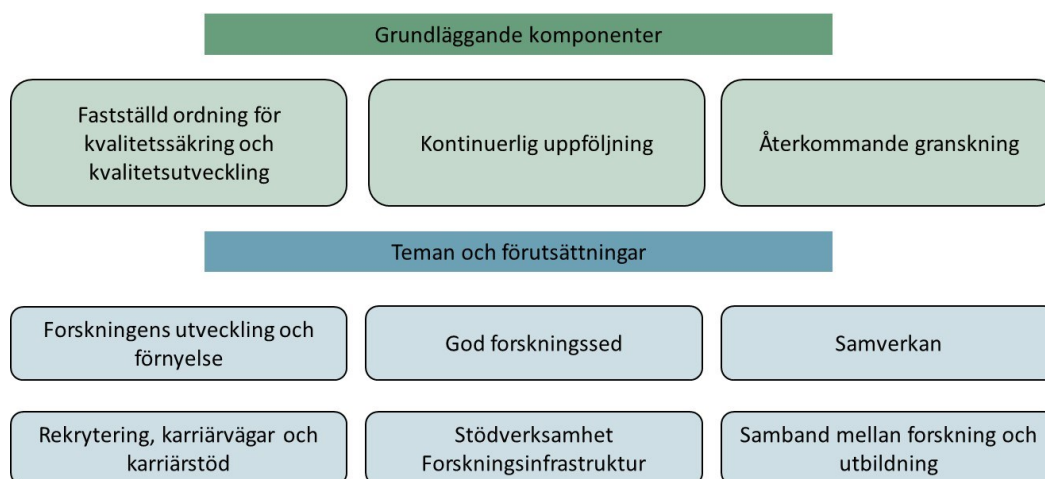 Grundläggande komponenter
Fastställd ordning för
kvalitetssäkring och
kvalitetsutveckling
Kontinuerlig uppföljning
Återkommande granskning
Teman och förutsättningar
Forskningens utveckling och
förnyelse
God forskningssed
Samverkan
Rekrytering, karriärvägar och
karriärstöd
Stödverksamhet
Forskningsinfrastruktur
Samband mellan forskning och
utbildning